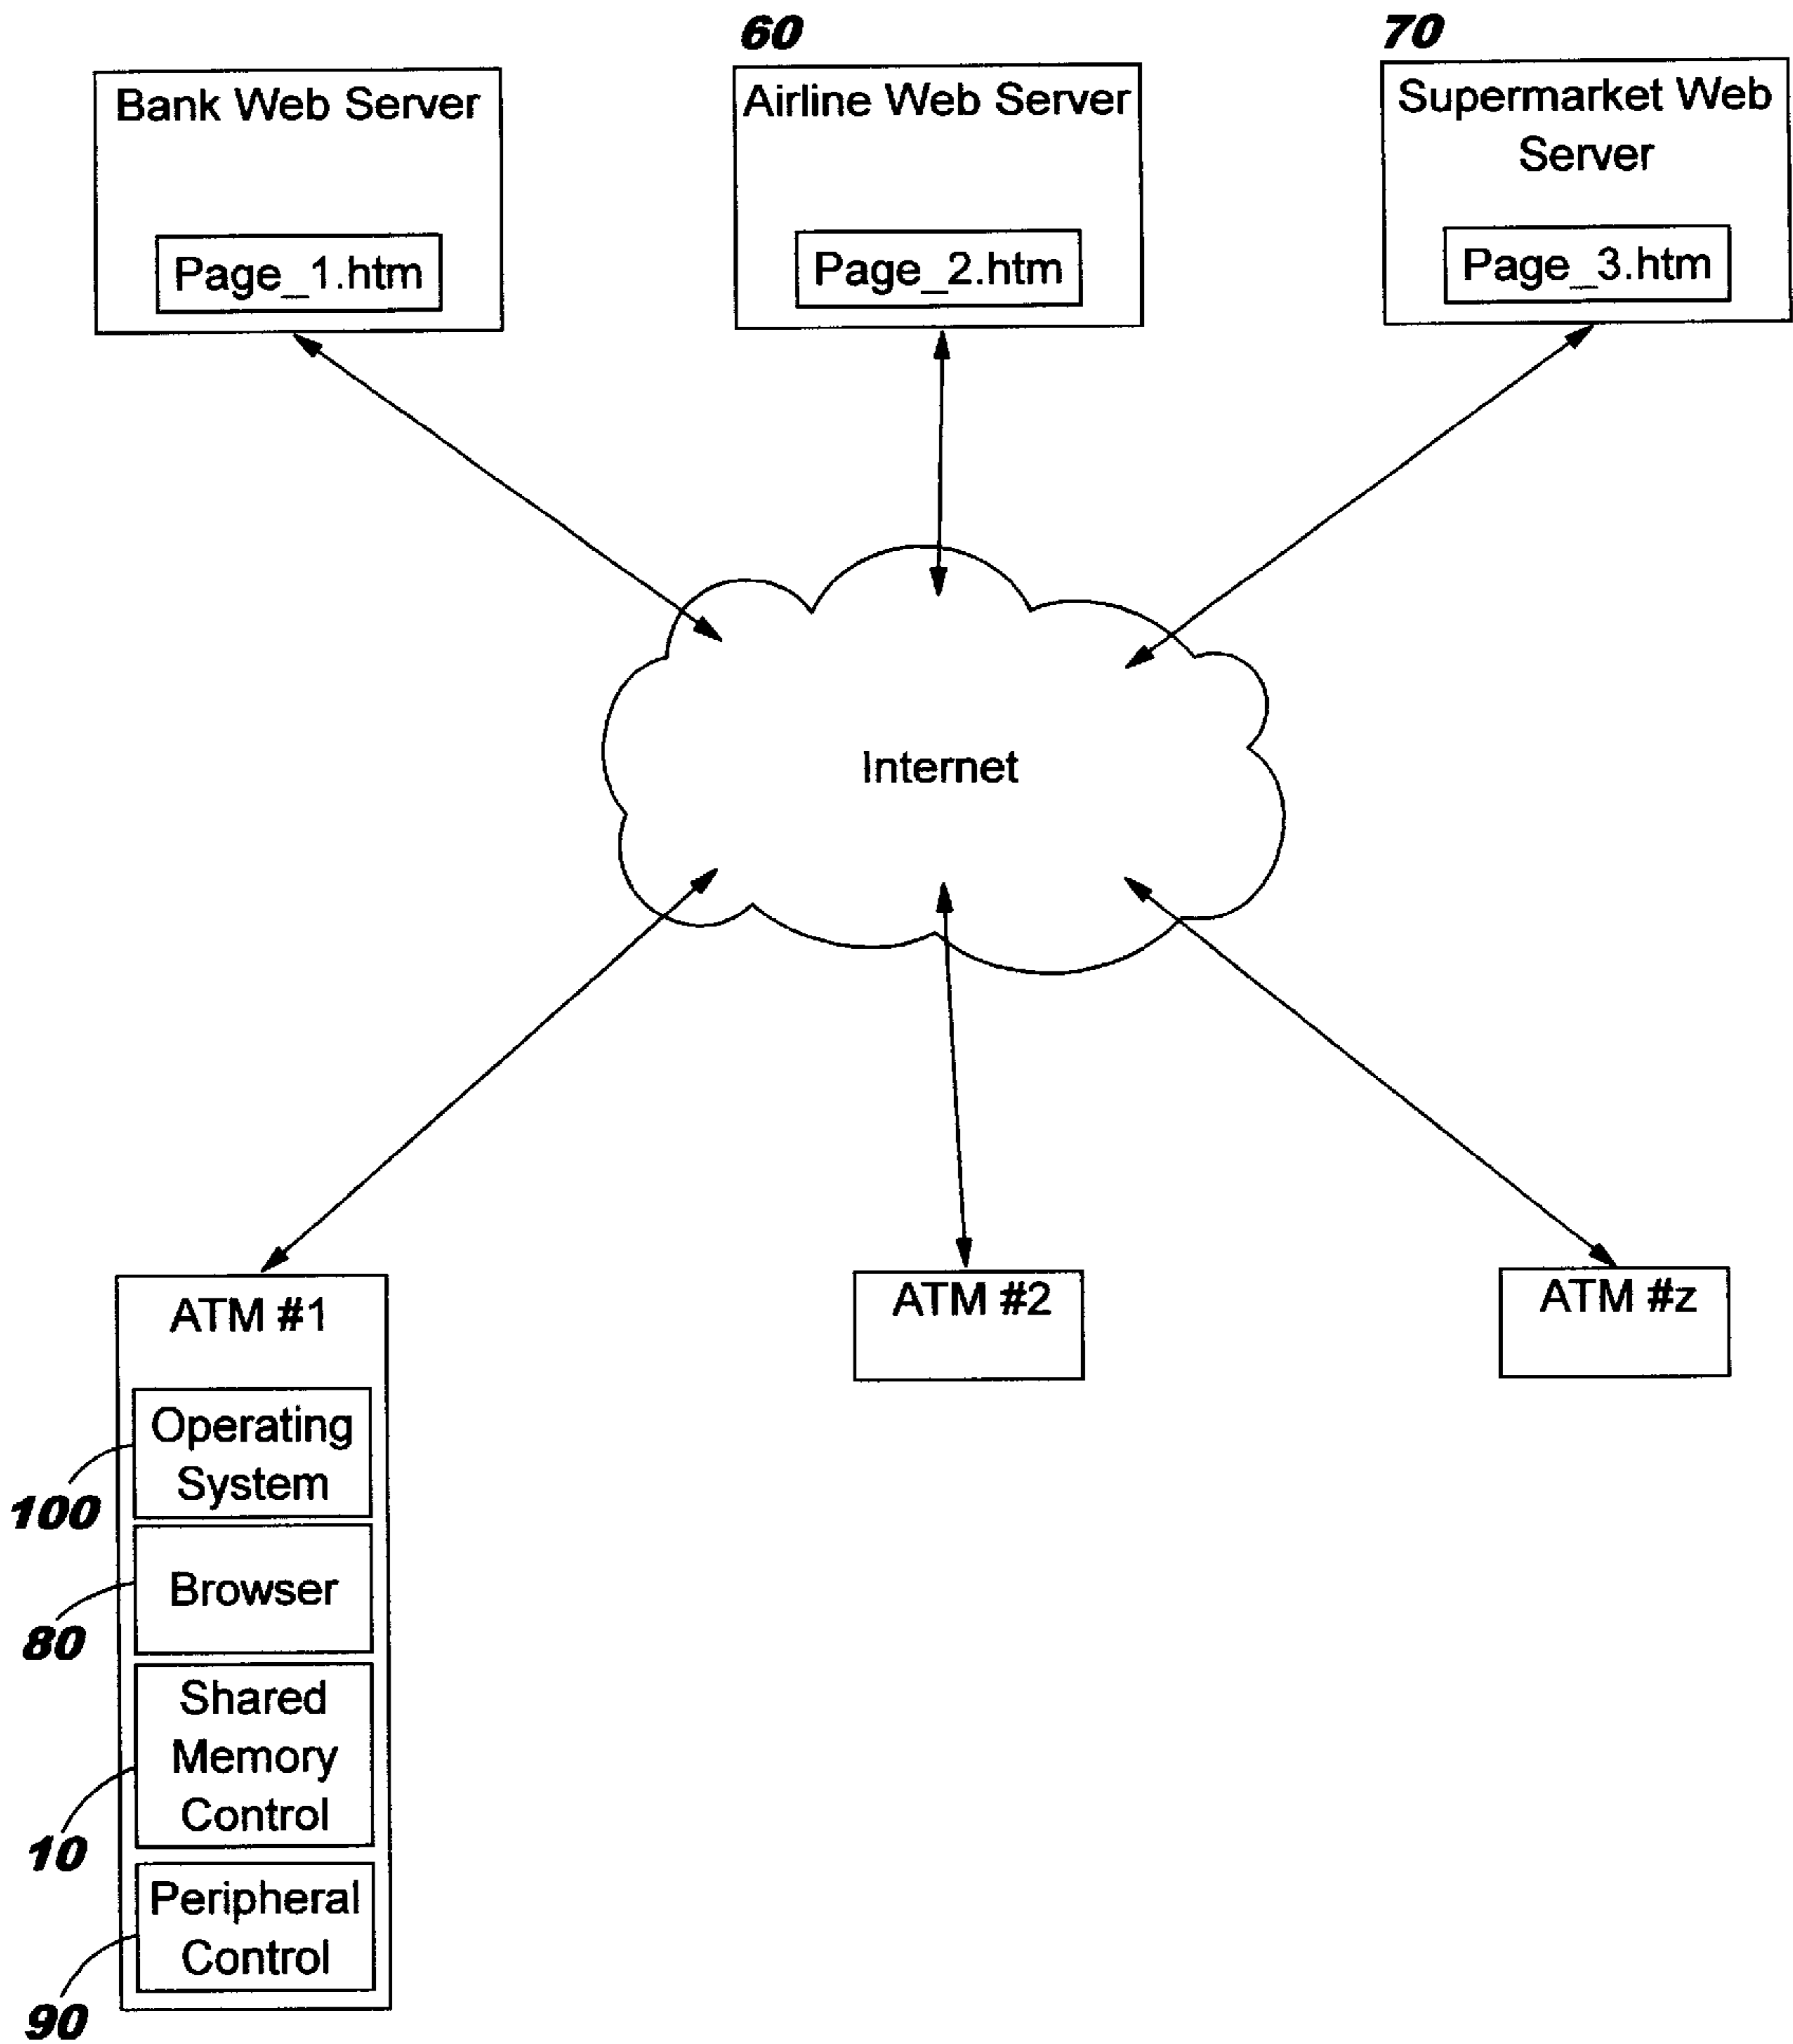 60
70
Bank Web Server
Airline Web Server
Supermarket Web
Server
Page_1.htm
Page_2.htm
Page_3.htm
Internet
ATM #1
ATM #2
ATM #z
Operating
System
100
Browser
80
Shared
Memory
Control
10
Peripheral
Control
90